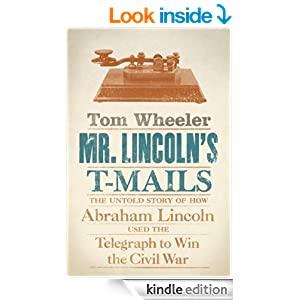 Look inside
Tom Wheeler
MR. LINCOLN'S
T-MAILS
THE UNTOLD STORY OF HOW
Abraham Lincoln
USED THE
Telegraph to Win
the Civil War
kindle edition